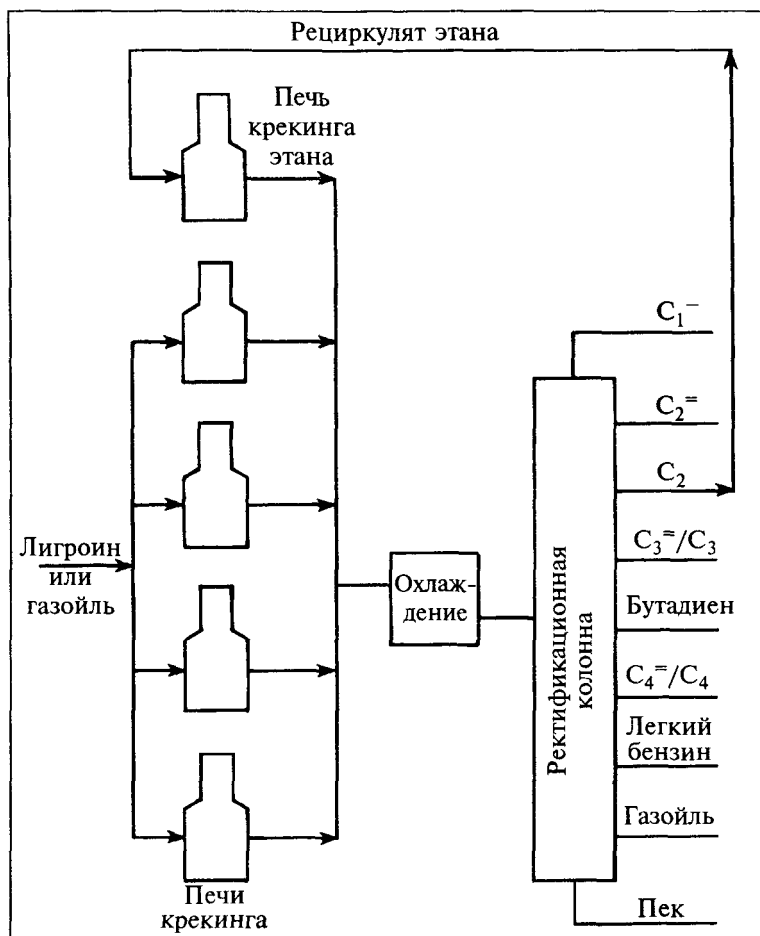 Рециркулят этана
Печь
крекинга
этана
C₁⁻
C₂⁼
C₂
C₃⁼/C₃
Лигроин
или
газойль
Охлаж-
дение
Ректификационная
колонна
Бутадиен
C₄⁼/C₄
Легкий
бензин
Газойль
Печи
крекинга
Пек